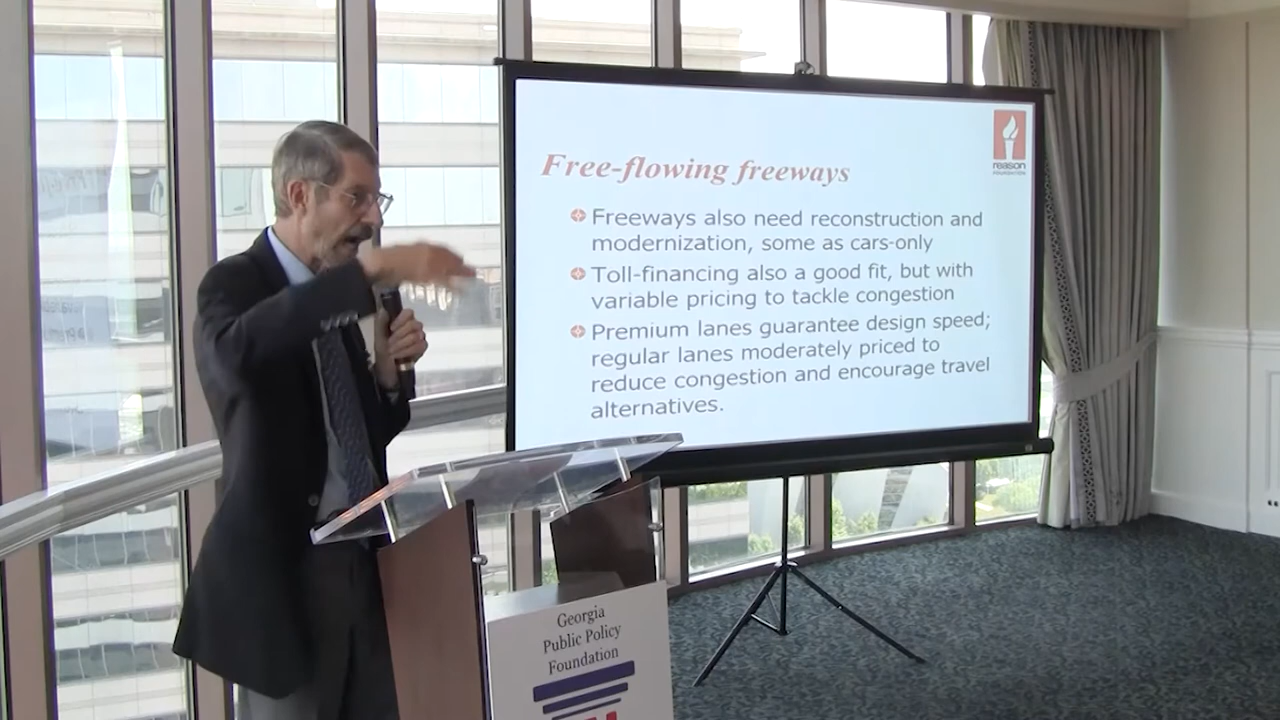 Free-flowing freeways
reason
FOUNDATION
Freeways also need reconstruction and
modernization, some as cars-only
Toll-financing also a good fit, but with
variable pricing to tackle congestion
Premium lanes guarantee design speed;
regular lanes moderately priced to
reduce congestion and encourage travel
alternatives.
Georgia
Public Policy
Foundation